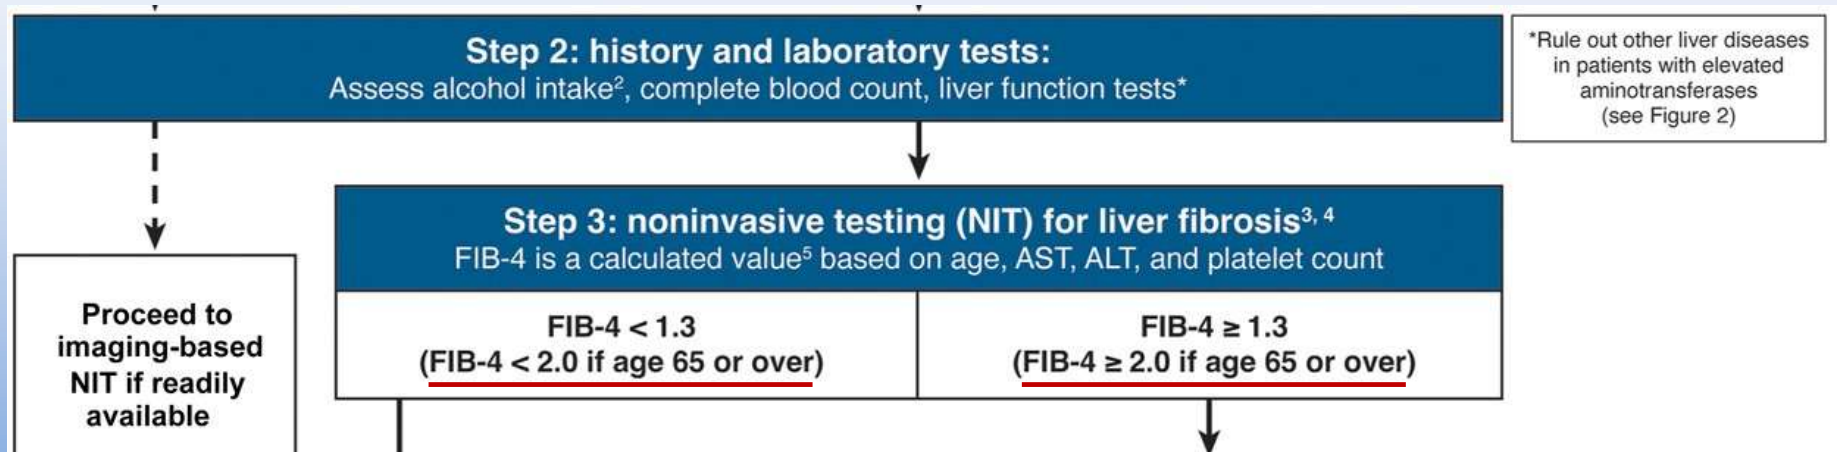 Step 2: history and laboratory tests:
Assess alcohol intake², complete blood count, liver function tests*
*Rule out other liver diseases
in patients with elevated
aminotransferases
(see Figure 2)
Step 3: noninvasive testing (NIT) for liver fibrosis³, ⁴
FIB-4 is a calculated value⁵ based on age, AST, ALT, and platelet count
Proceed to
imaging-based
NIT if readily
available
FIB-4 < 1.3
(FIB-4 < 2.0 if age 65 or over)
FIB-4 ≥ 1.3
(FIB-4 ≥ 2.0 if age 65 or over)